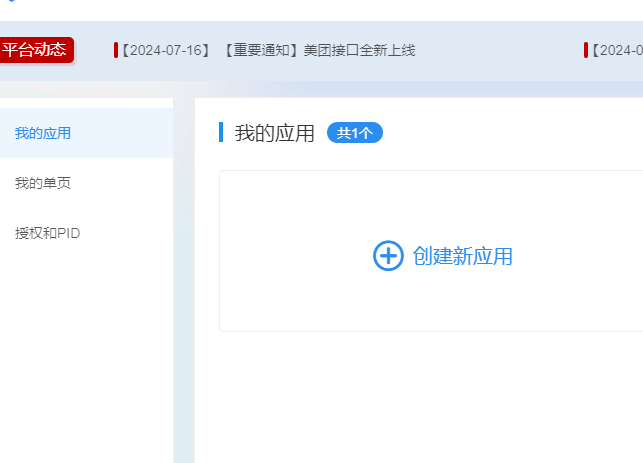 平台动态 【2024-07-16】 【重要通知】美团接口全新上线 【2024-0
我的应用
我的单页
授权和PID
我的应用 共1个
创建新应用